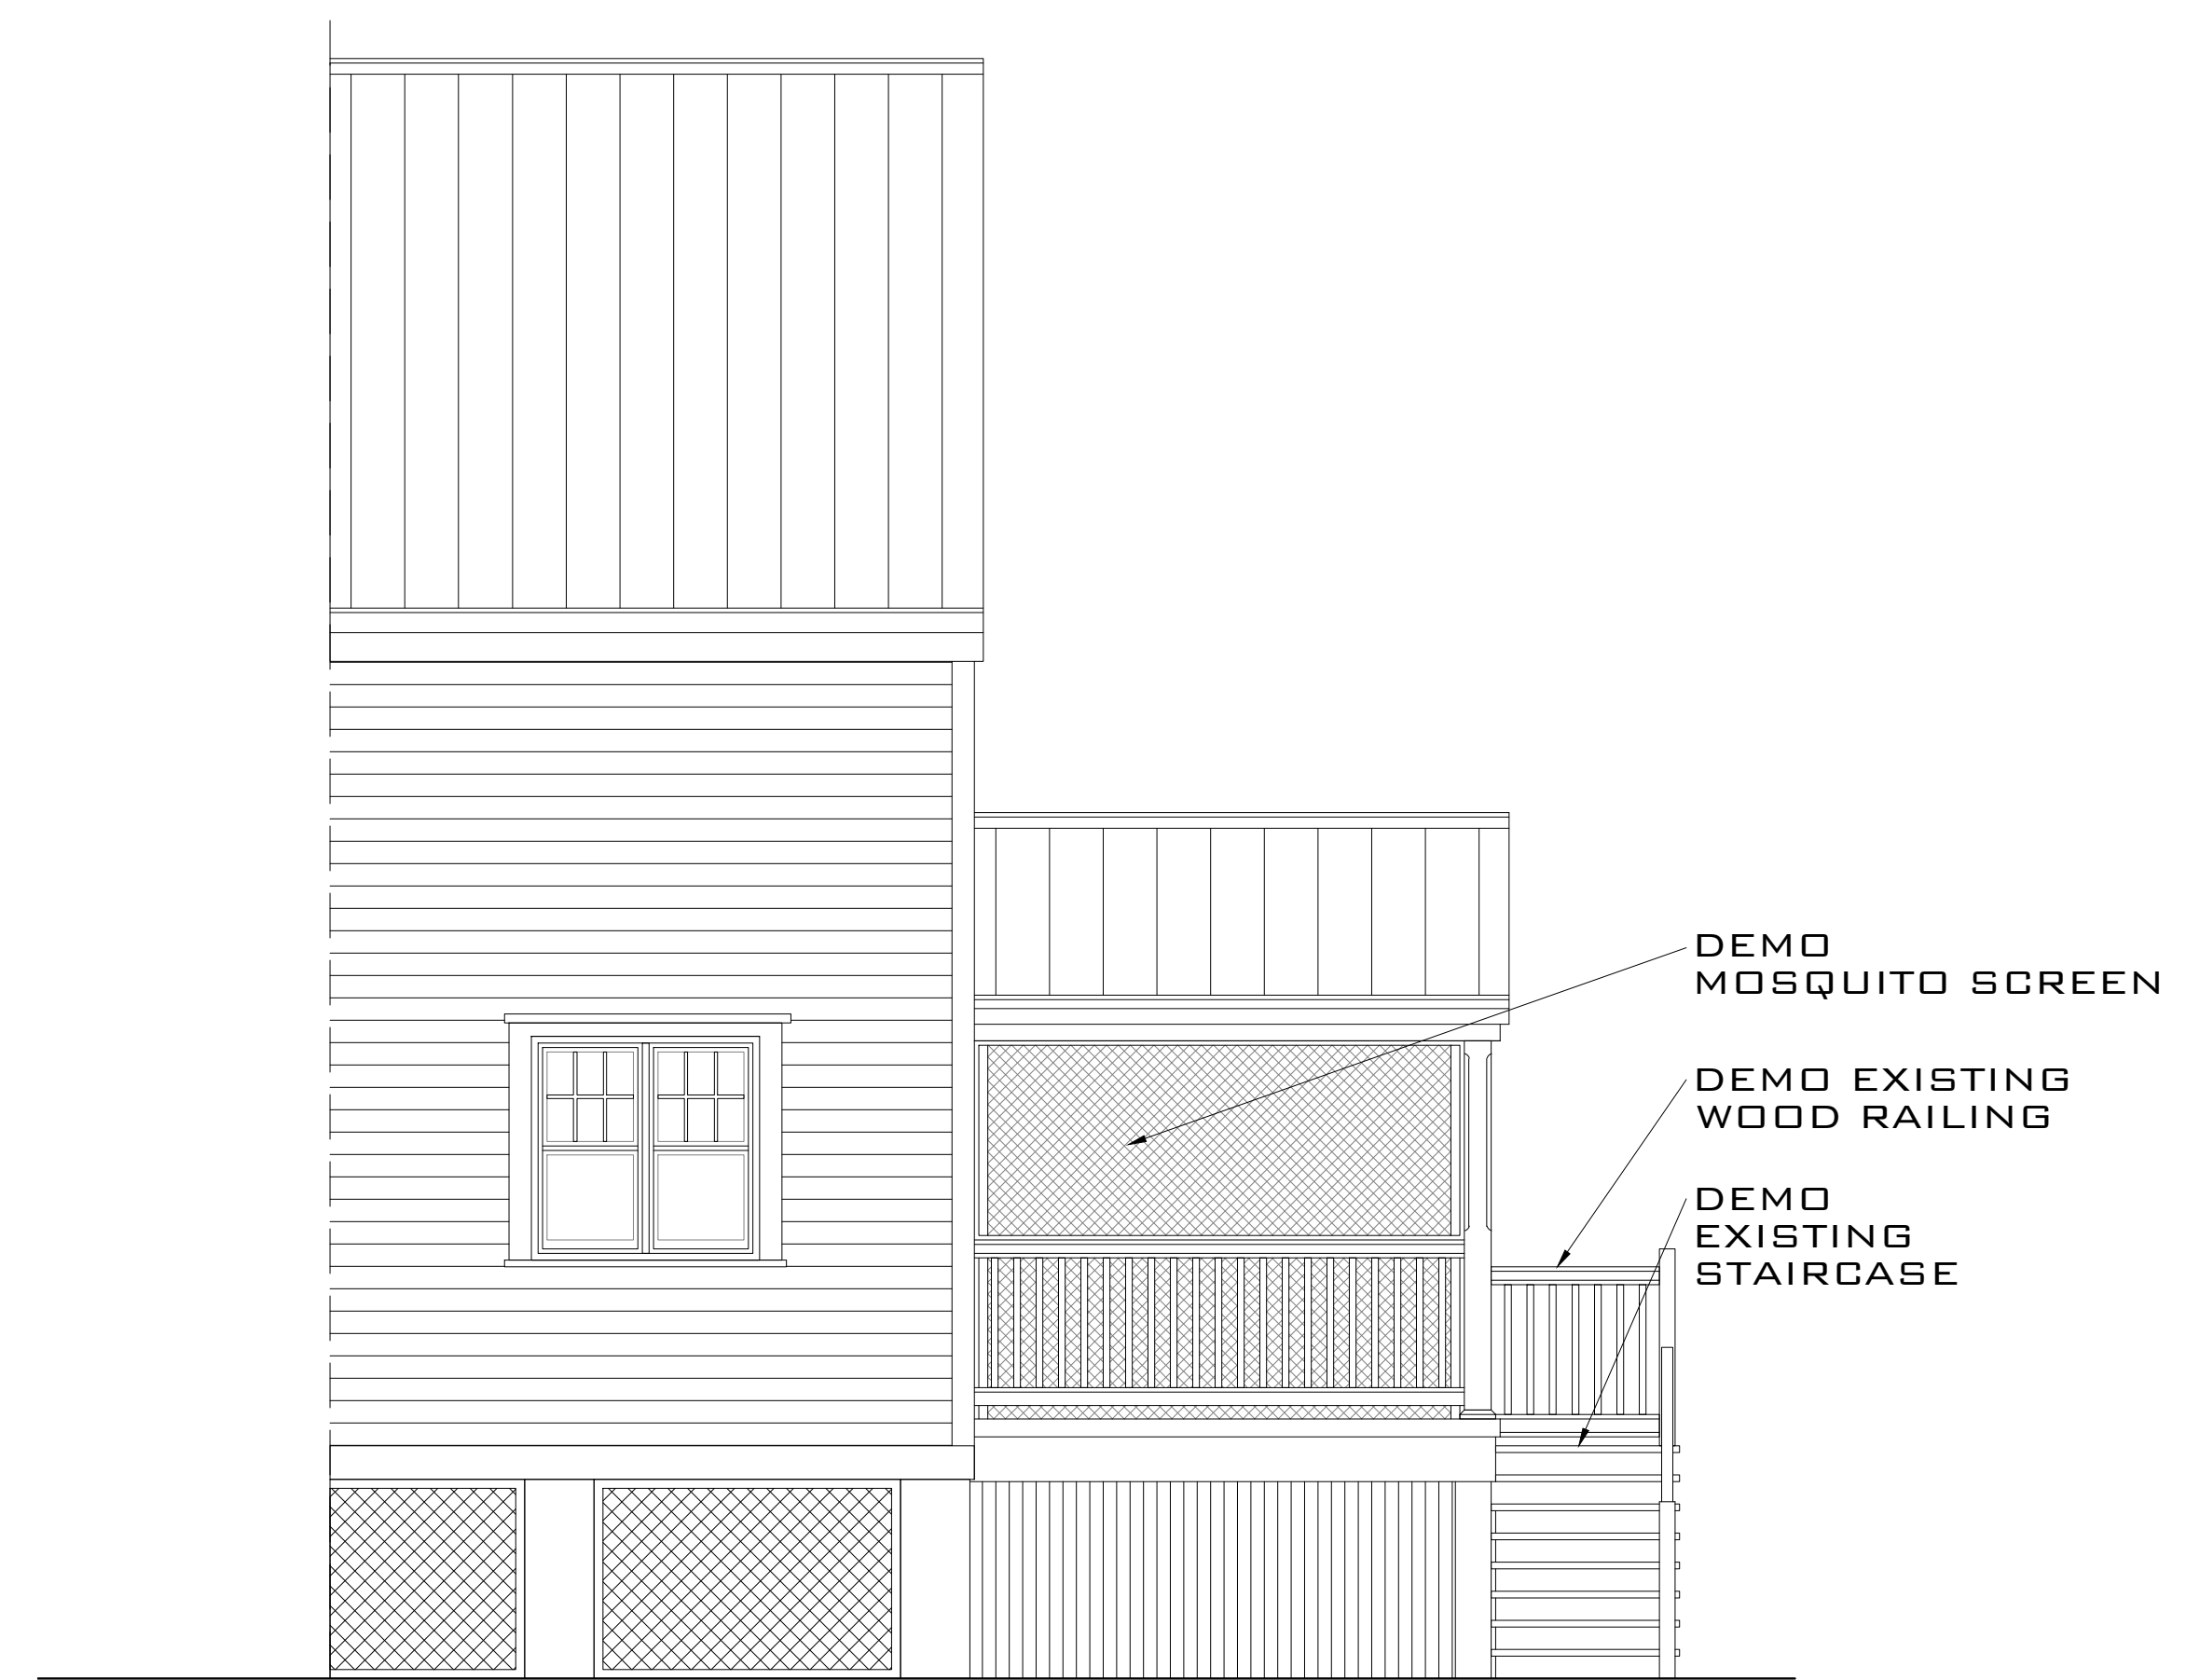 DEMO
MOSQUITO SCREEN
DEMO EXISTING
WOOD RAILING
DEMO
EXISTING
STAIRCASE